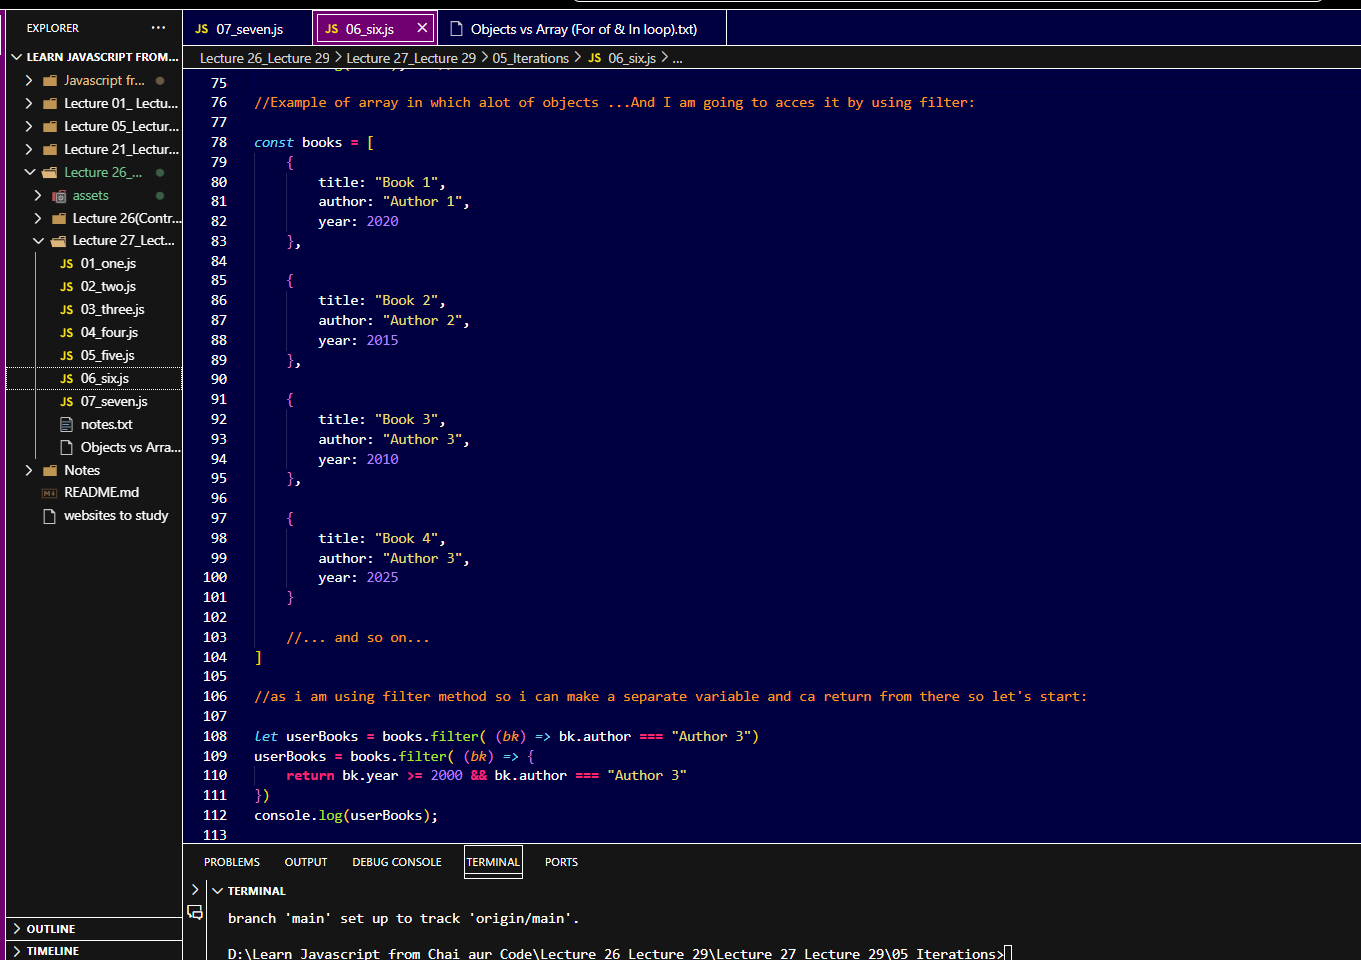 EXPLORER
LEARN JAVASCRIPT FROM...
Javascript fr...
Lecture 01_ Lectu...
Lecture 05_Lectur...
Lecture 21_Lectur...
Lecture 26_...
assets
Lecture 26(Contr...
Lecture 27_Lect...
JS 01_one.js
JS 02_two.js
JS 03_three.js
JS 04_four.js
JS 05_five.js
JS 06_six.js
JS 07_seven.js
notes.txt
Objects vs Arra...
Notes
README.md
websites to study
OUTLINE
TIMELINE
JS 07_seven.js JS 06_six.js Objects vs Array (For of & In loop).txt)
Lecture 26_Lecture 29 > Lecture 27_Lecture 29 > 05_Iterations > JS 06_six.js > ...
75
76 //Example of array in which alot of objects ...And I am going to acces it by using filter:
77
78 const books = [
79 {
80 title: "Book 1",
81 author: "Author 1",
82 year: 2020
83 },
84
85 {
86 title: "Book 2",
87 author: "Author 2",
88 year: 2015
89 },
90
91 {
92 title: "Book 3",
93 author: "Author 3",
94 year: 2010
95 },
96
97 {
98 title: "Book 4",
99 author: "Author 3",
100 year: 2025
101 }
102
103 //... and so on...
104 ]
105
106 //as i am using filter method so i can make a separate variable and ca return from there so let's start:
107
108 let userBooks = books.filter( (bk) => bk.author === "Author 3")
109 userBooks = books.filter( (bk) => {
110 return bk.year >= 2000 && bk.author === "Author 3"
111 })
112 console.log(userBooks);
113
PROBLEMS OUTPUT DEBUG CONSOLE TERMINAL PORTS
TERMINAL
branch 'main' set up to track 'origin/main'.
D:\Learn Javascript from Chai aur Code\Lecture 26_Lecture 29\Lecture 27_Lecture 29\05_Iterations>